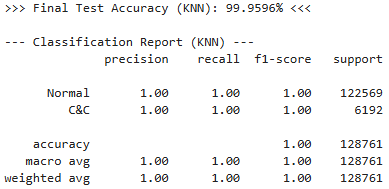 >>> Final Test Accuracy (KNN): 99.9596% <<<
--- Classification Report (KNN) ---
precision recall f1-score support
Normal 1.00 1.00 1.00 122569
C&C 1.00 1.00 1.00 6192
accuracy 1.00 128761
macro avg 1.00 1.00 1.00 128761
weighted avg 1.00 1.00 1.00 128761